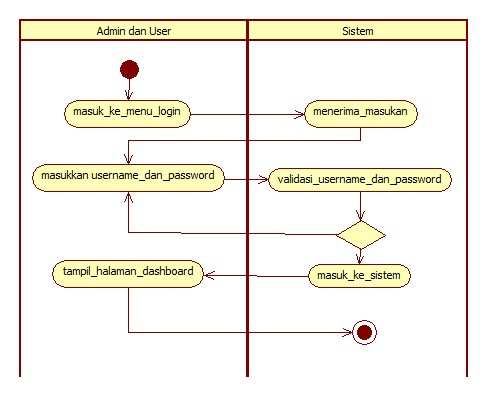 Admin dan User
Sistem
masuk_ke_menu_login
menerima_masukan
masukkan username_dan_password
validasi_username_dan_password
tampil_halaman_dashboard
masuk_ke_sistem